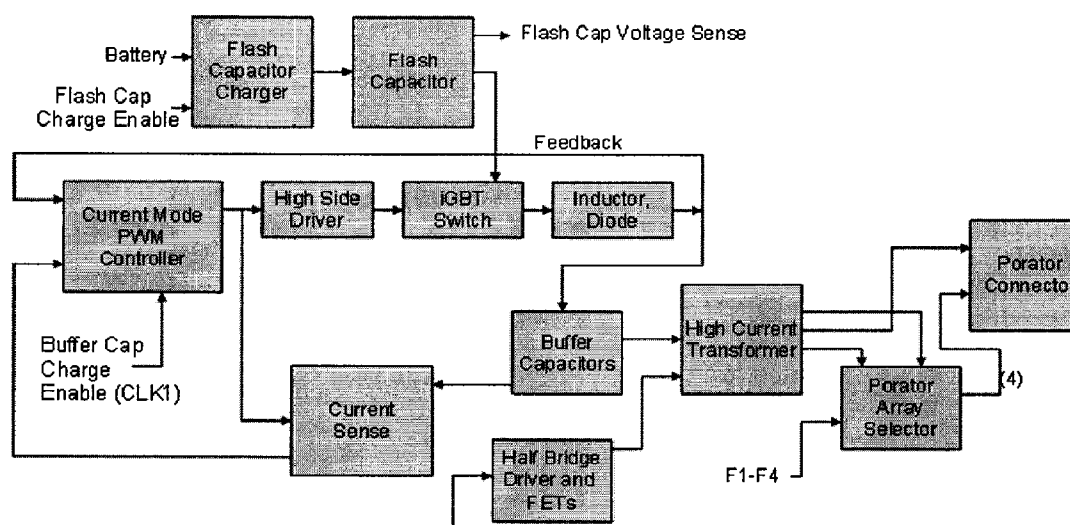 Battery
Flash Cap
Charge Enable
Flash
Capacitor
Charger
Flash
Capacitor
Flash Cap Voltage Sense
Feedback
Current Mode
PWM
Controller
High Side
Driver
IGBT
Switch
Inductor,
Diode
Porator
Connector
Buffer Cap
Charge
Enable (CLK1)
Buffer
Capacitors
High Current
Transformer
Current
Sense
Porator
Array
Selector
(4)
Half Bridge
Driver and
FETs
F1-F4